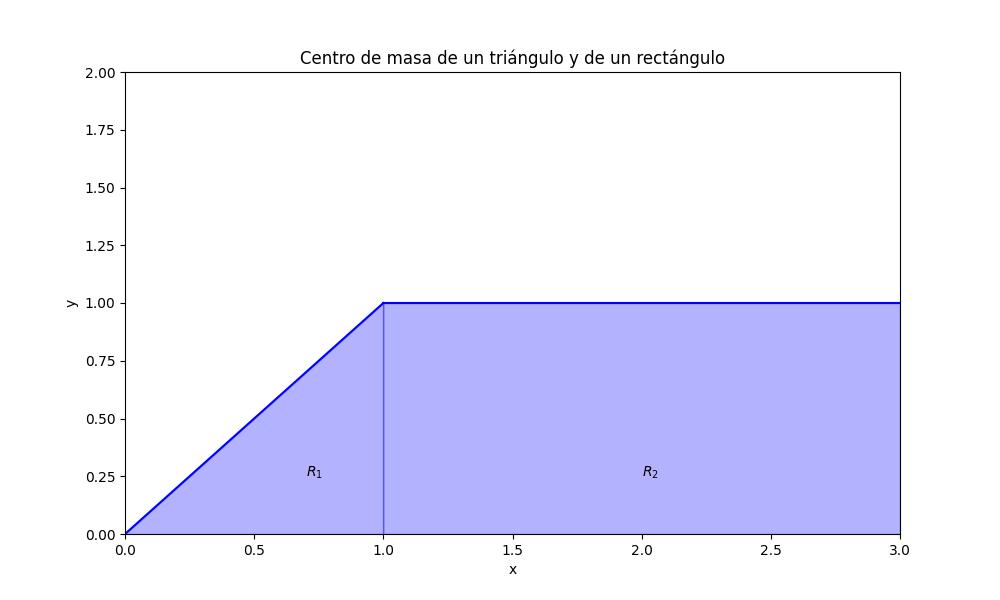 Centro de masa de un triángulo y de un rectángulo
2.00
1.75
1.50
1.25
1.00
0.75
0.50
0.25
0.00
y
R₁
R₂
0.0 0.5 1.0 1.5 2.0 2.5 3.0
x